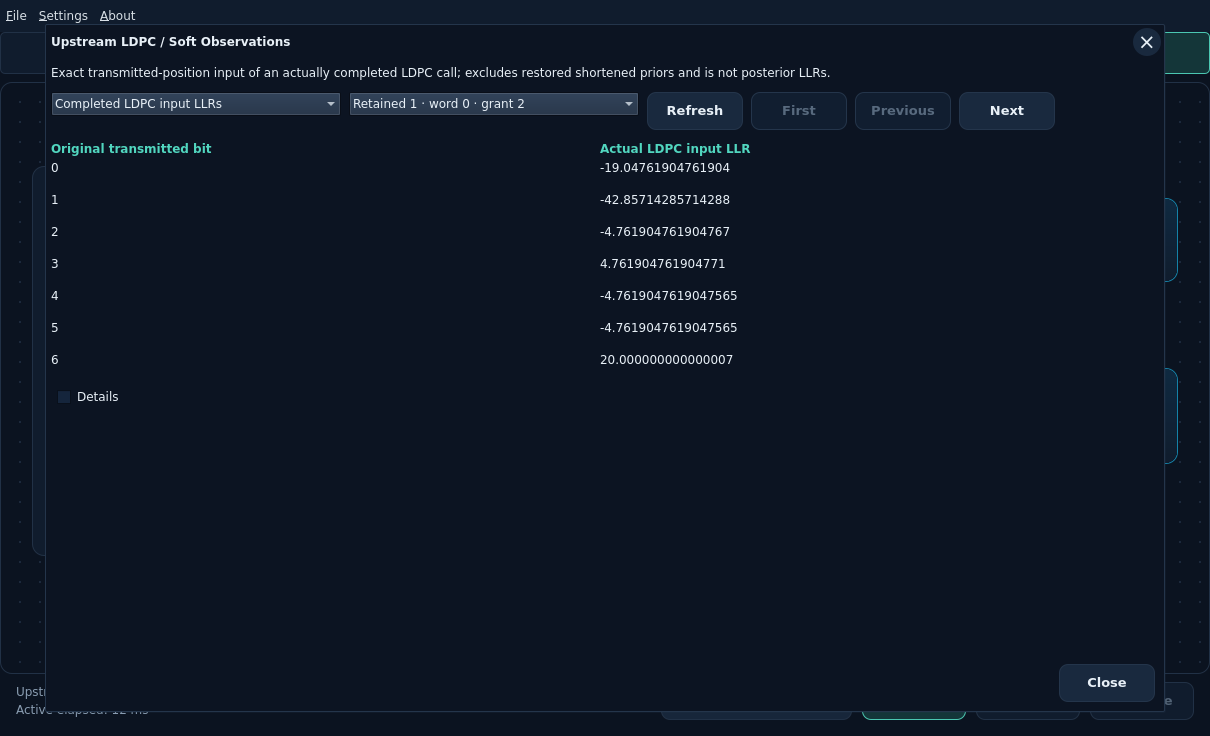 File Settings About
Upstream LDPC / Soft Observations
Exact transmitted-position input of an actually completed LDPC call; excludes restored shortened priors and is not posterior LLRs.
Completed LDPC input LLRs Retained 1 · word 0 · grant 2 Refresh First Previous Next
Original transmitted bit Actual LDPC input LLR
0 -19.04761904761904
1 -42.85714285714288
2 -4.761904761904767
3 4.761904761904771
4 -4.7619047619047565
5 -4.7619047619047565
6 20.000000000000007
Details
Close